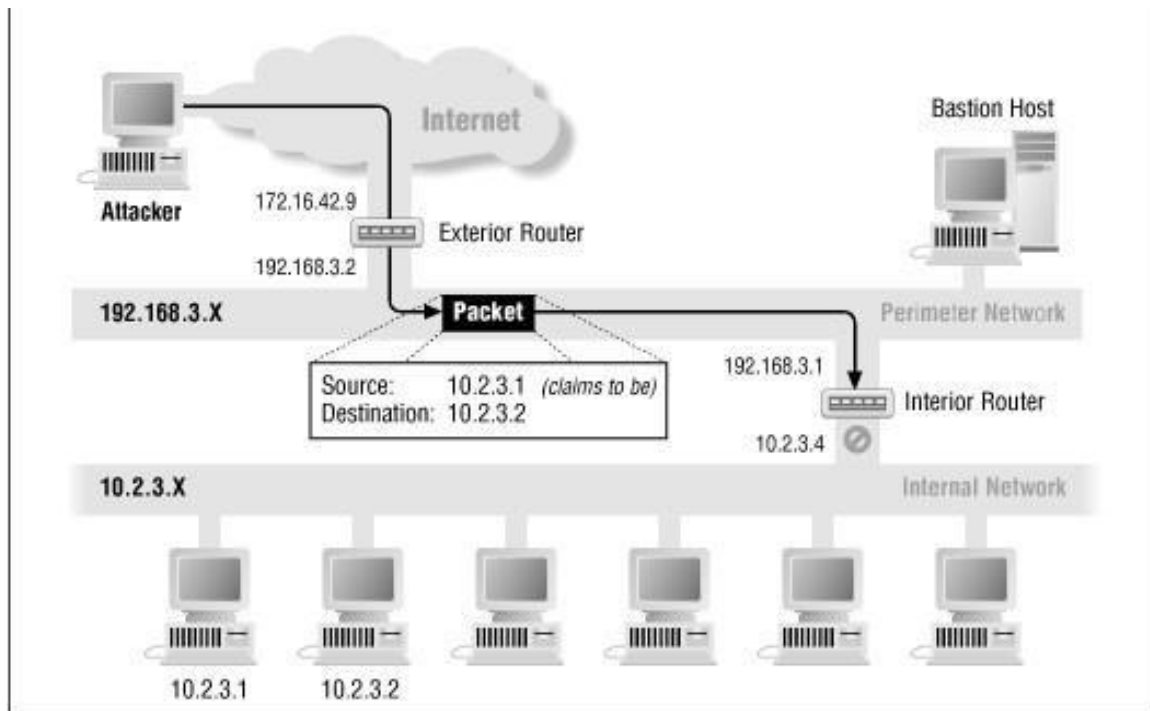 Internet
Bastion Host
Attacker
172.16.42.9
Exterior Router
192.168.3.2
192.168.3.X
Packet
Perimeter Network
Source: 10.2.3.1 (claims to be)
Destination: 10.2.3.2
192.168.3.1
Interior Router
10.2.3.4
10.2.3.X
Internal Network
10.2.3.1
10.2.3.2